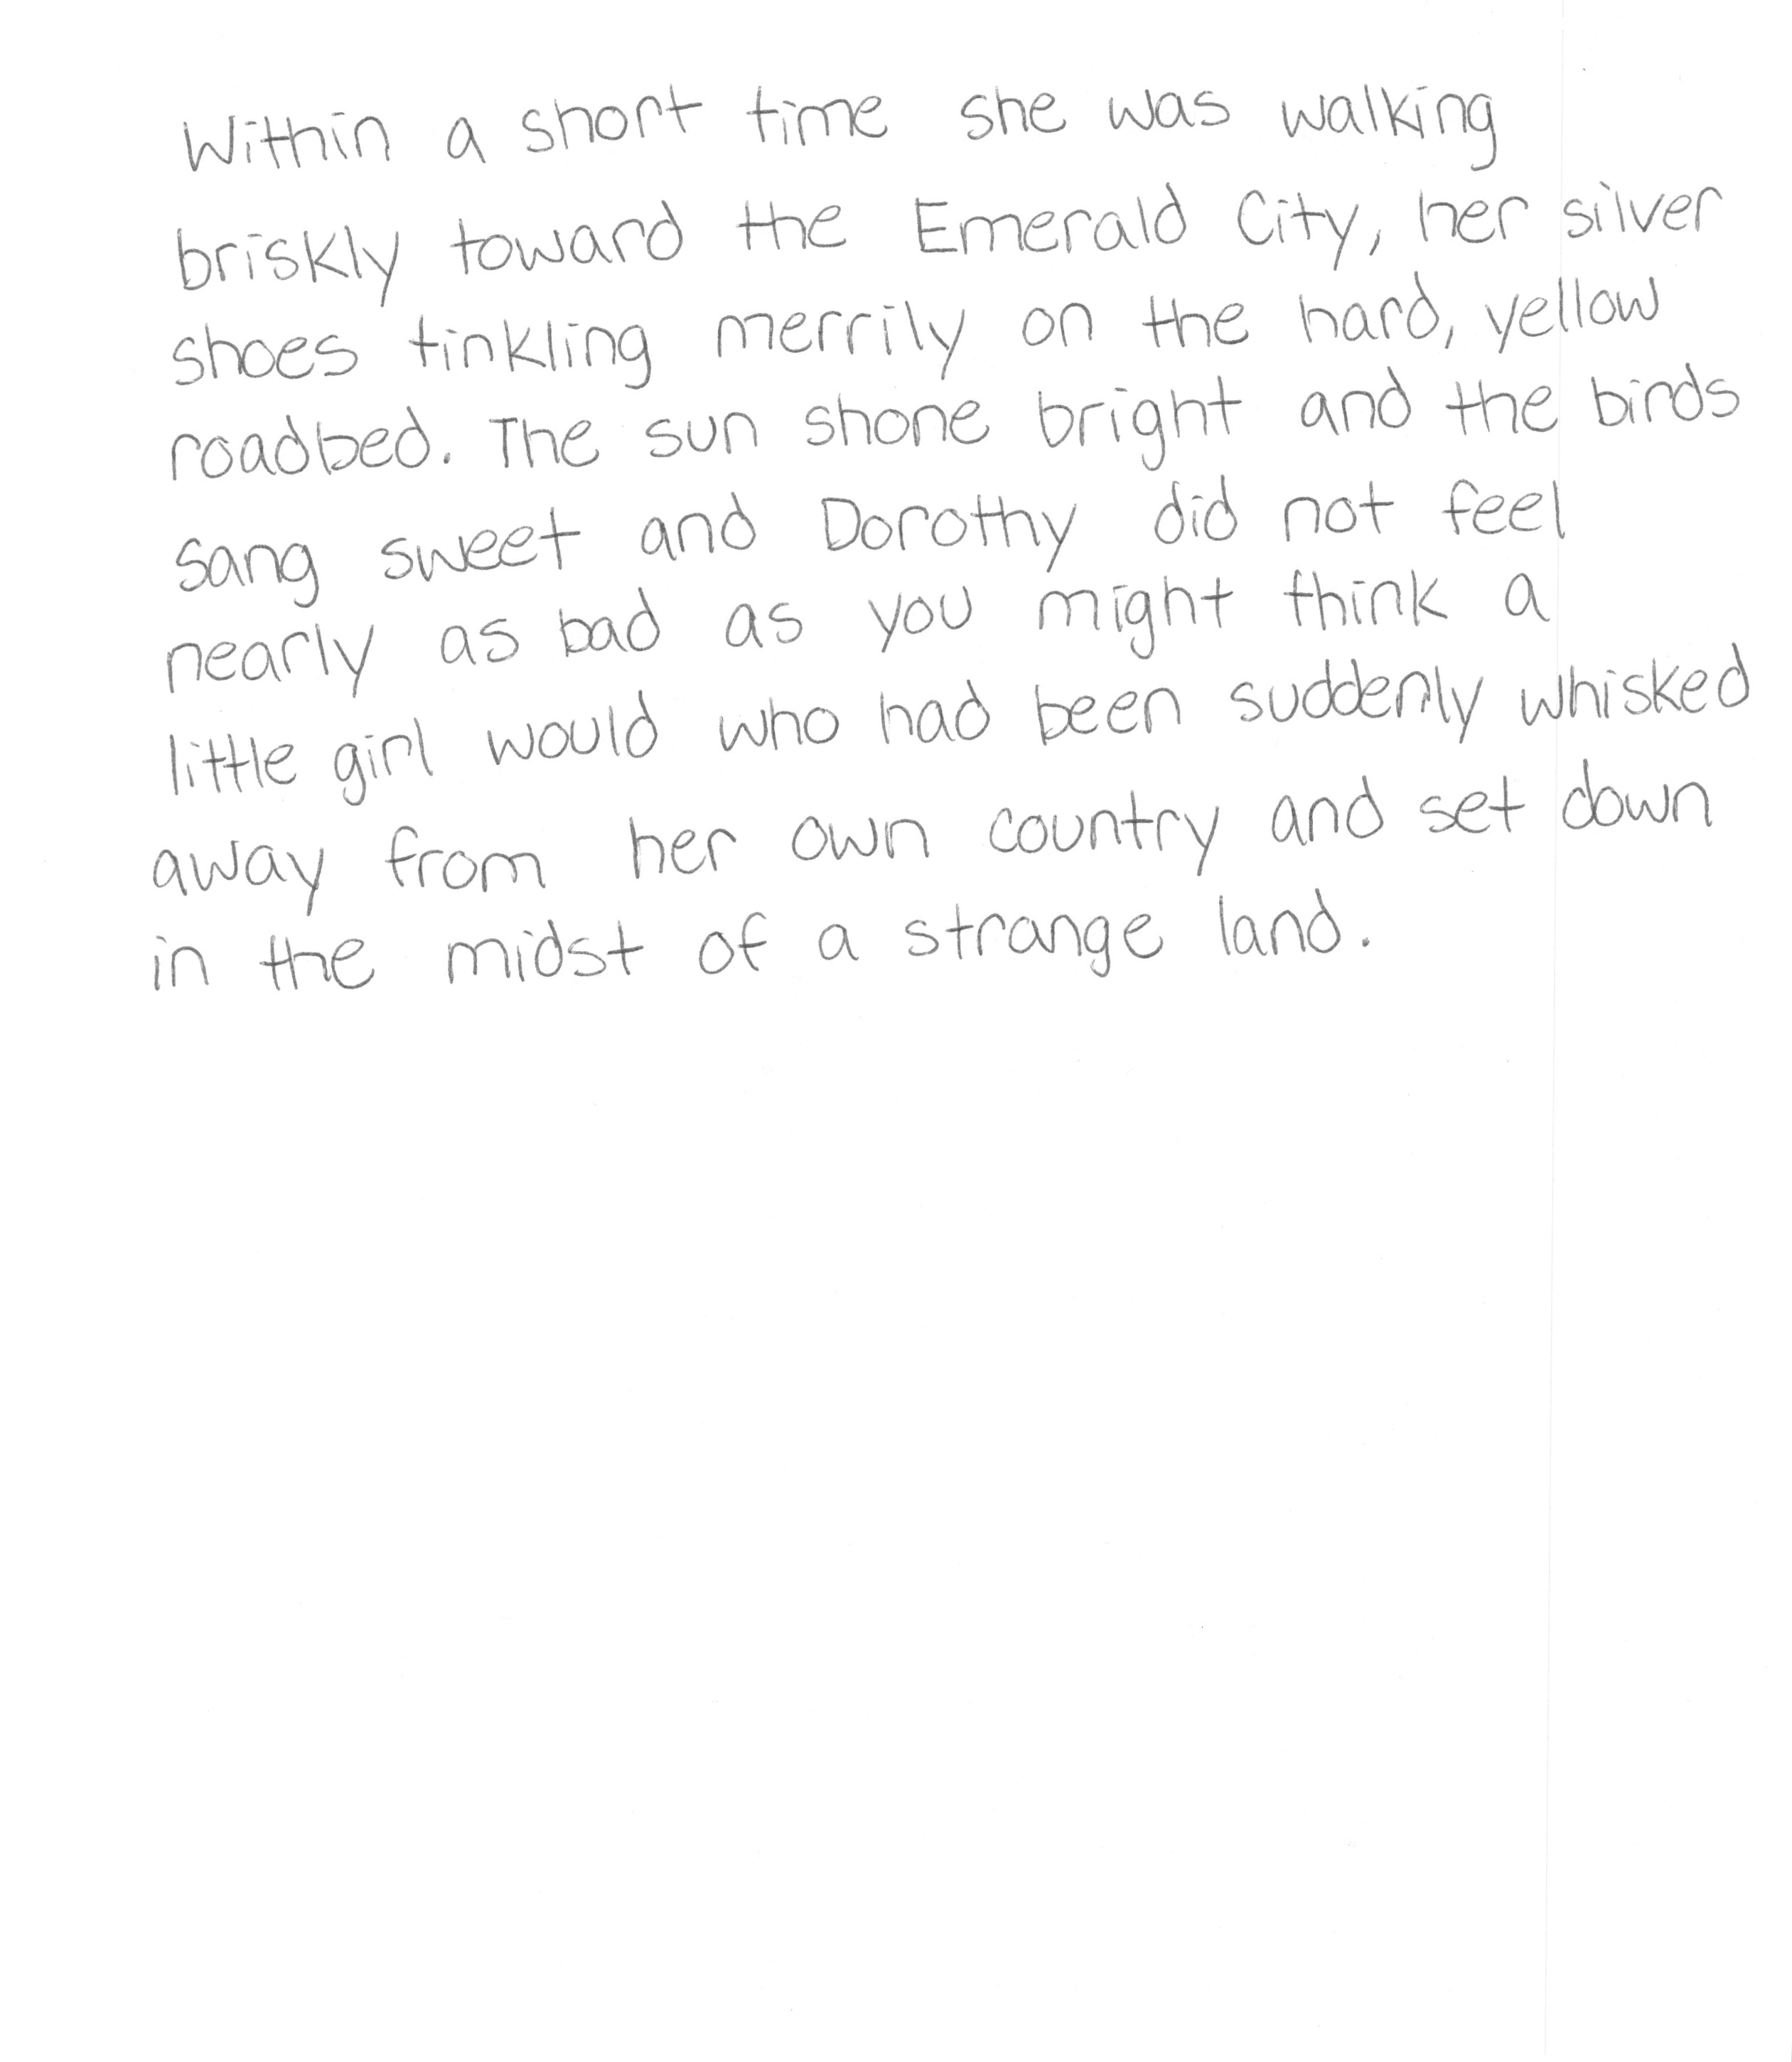 Within a short time she was walking
briskly toward the Emerald City, her silver
shoes tinkling merrily on the hard, yellow
roadbed. The sun shone bright and the birds
sang sweet and Dorothy did not feel
nearly as bad as you might think a
little girl would who had been suddenly whisked
away from her own country and set down
in the midst of a strange land.